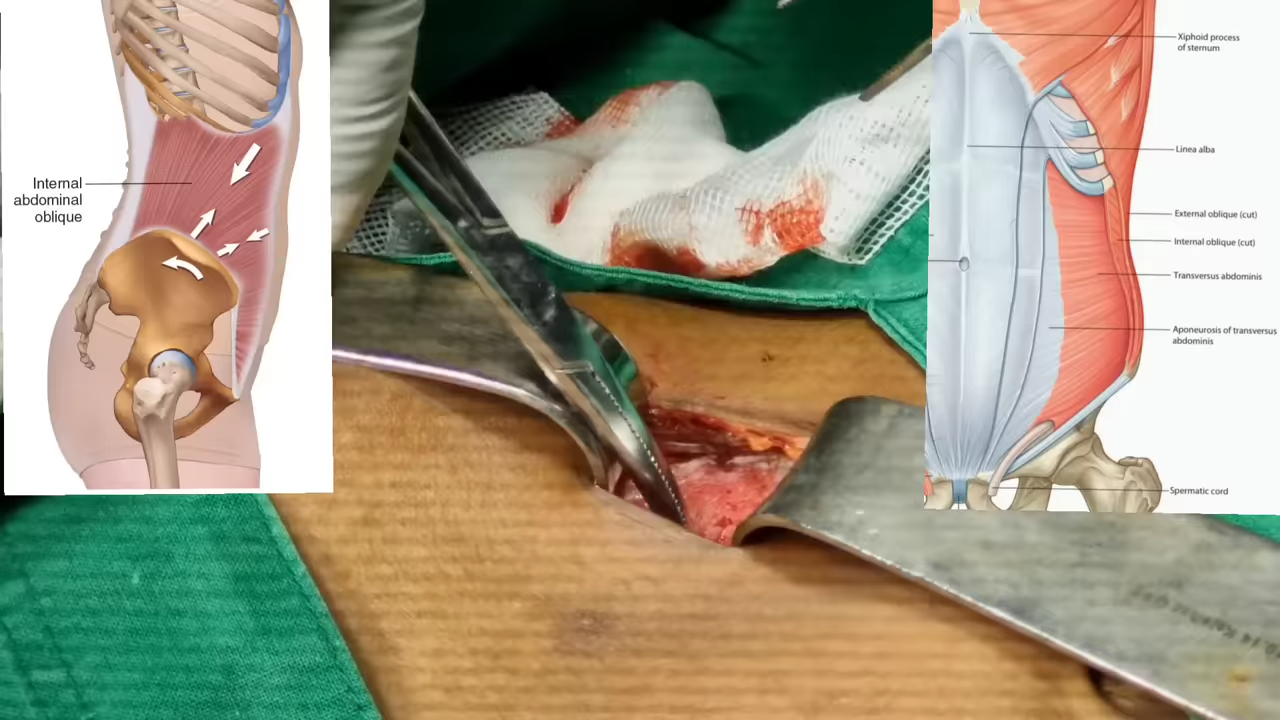 Internal
abdominal
oblique
Xiphoid process
of sternum
Linea alba
External oblique (cut)
Internal oblique (cut)
Transversus abdominis
Aponeurosis of transversus
abdominis
Spermatic cord